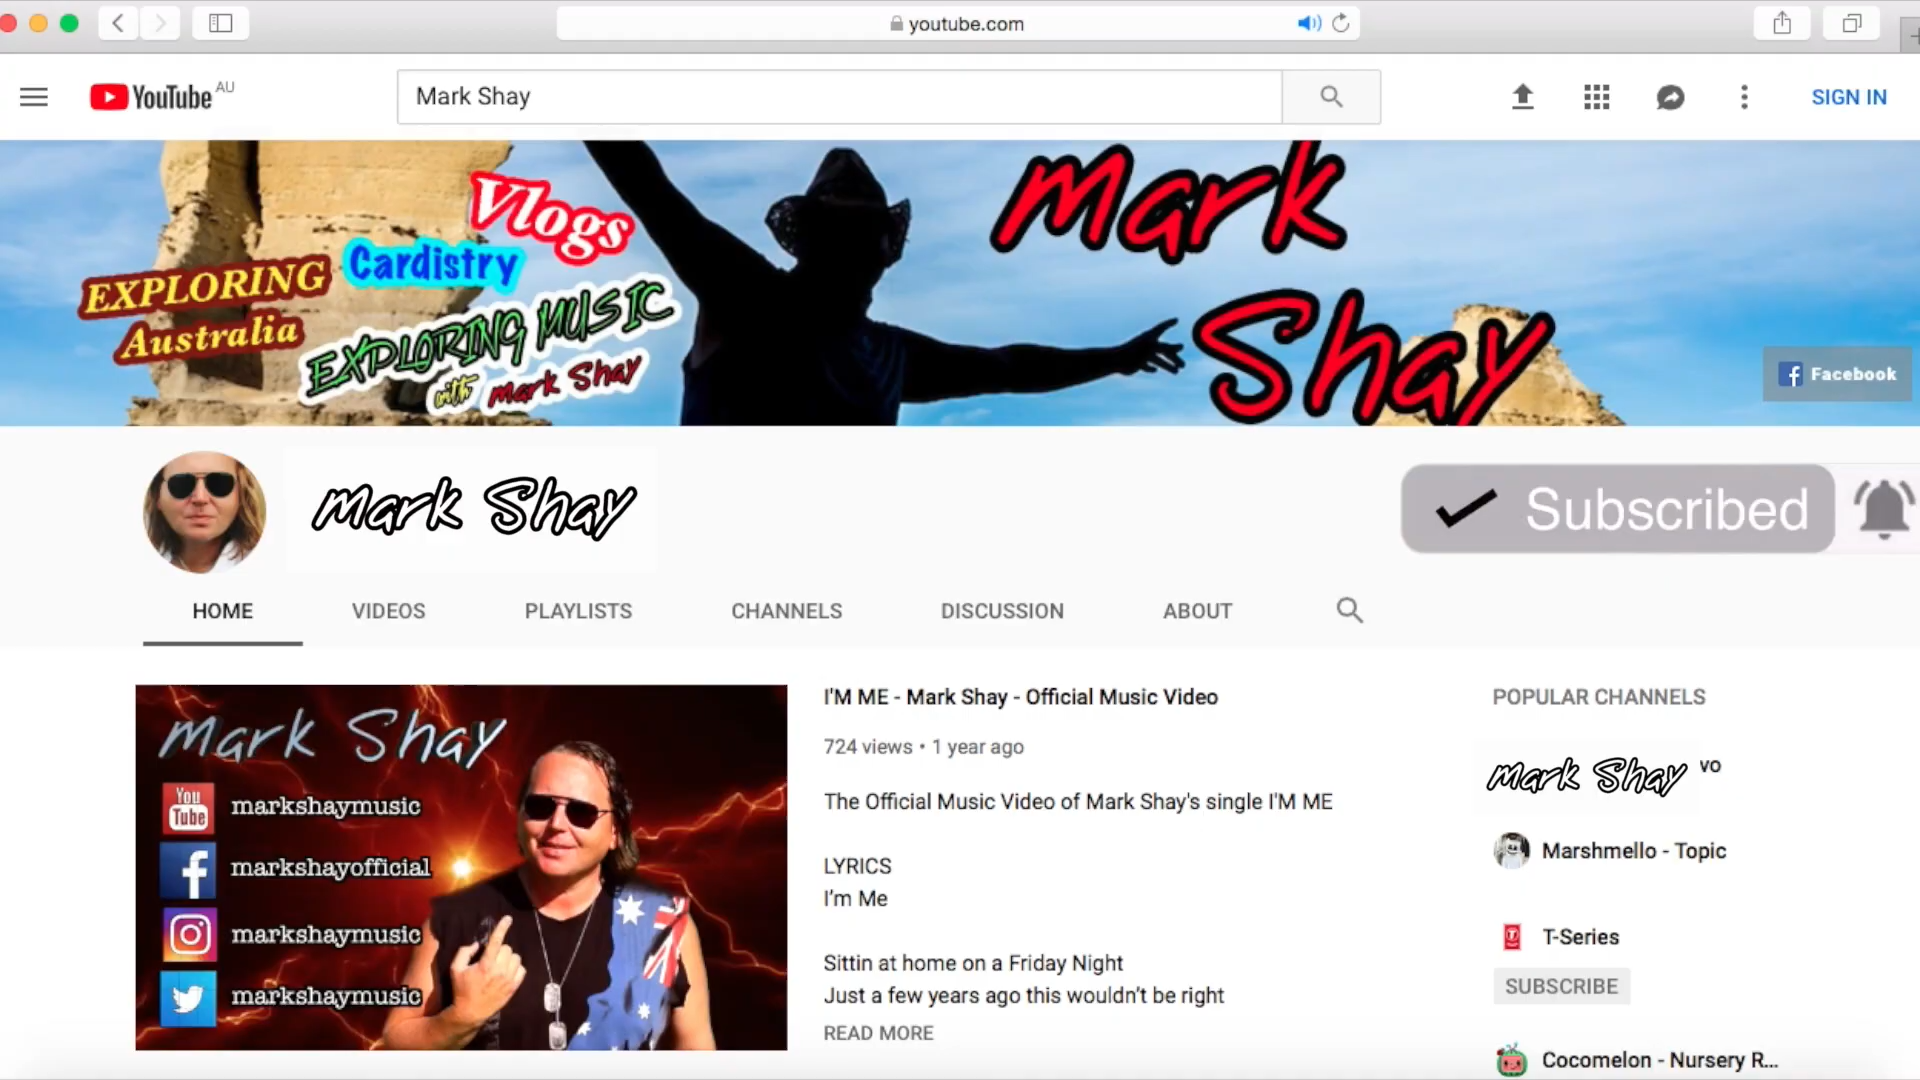 youtube.com
YouTube AU
Mark Shay
SIGN IN
Vlogs
Cardistry
EXPLORING
Australia
EXPLORING MUSIC
with Mark Shay
Mark
Shay
Facebook
Mark Shay
Subscribed
HOME
VIDEOS
PLAYLISTS
CHANNELS
DISCUSSION
ABOUT
Mark Shay
You
Tube
markshaymusic
markshayofficial
markshaymusic
markshaymusic
I'M ME - Mark Shay - Official Music Video
724 views • 1 year ago
The Official Music Video of Mark Shay's single I'M ME
LYRICS
I'm Me
Sittin at home on a Friday Night
Just a few years ago this wouldn't be right
READ MORE
POPULAR CHANNELS
Mark Shay vo
Marshmello - Topic
T-Series
SUBSCRIBE
Cocomelon - Nursery R...